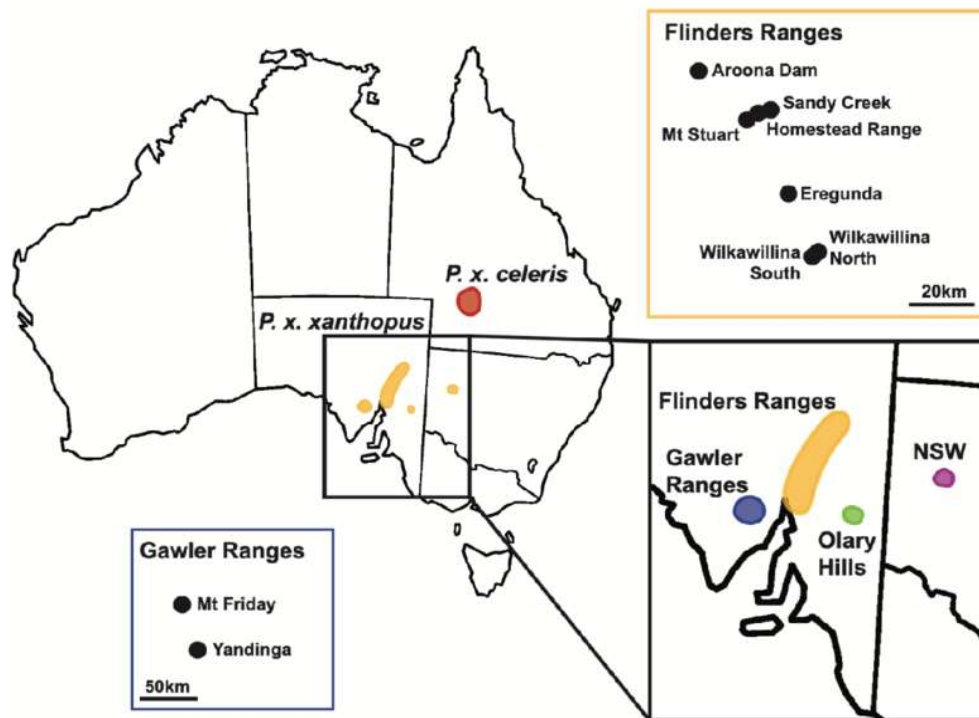 Flinders Ranges
Aroona Dam
Sandy Creek
Mt Stuart
Homestead Range
Eregunda
Wilkawillina
North
Wilkawillina
South
20km
P. x. celeris
P. x. xanthopus
Flinders Ranges
Gawler
Ranges
NSW
Olary
Hills
Gawler Ranges
Mt Friday
Yandinga
50km